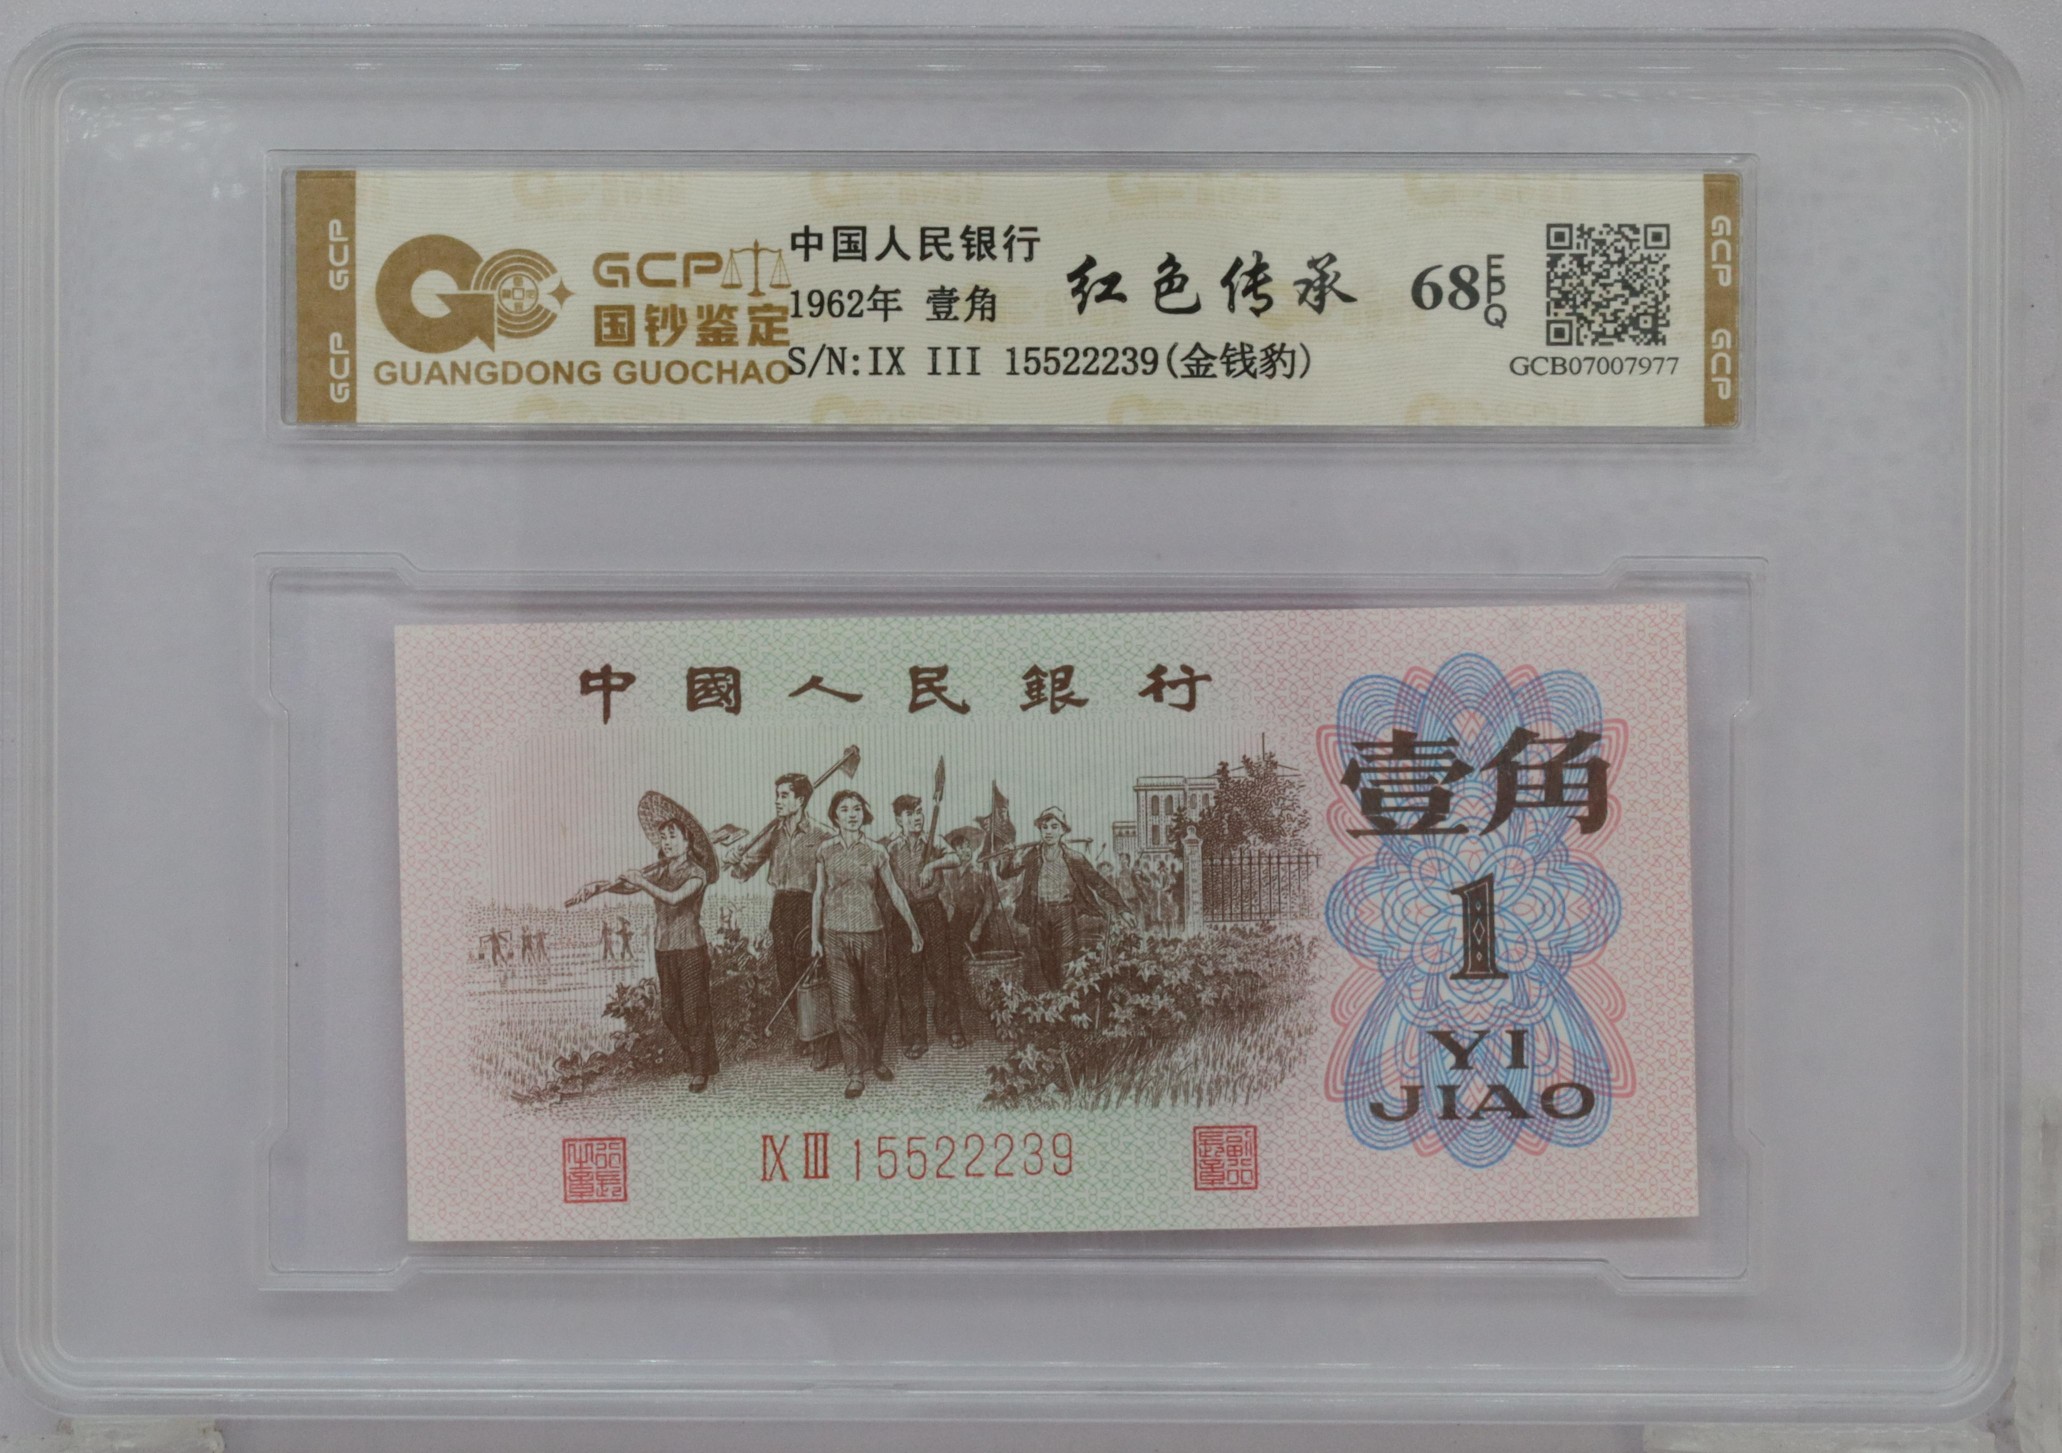 GCP GCP
GCP
国钞鉴定
GUANGDONG GUOCHAO
中国人民银行
1962年 壹角
S/N:IX III 15522239(金钱豹)
红色传承
68 EPQ
GCB07007977
GCP GCP
中國人民銀行
壹角
1
YI
JIAO
IX III 15522239